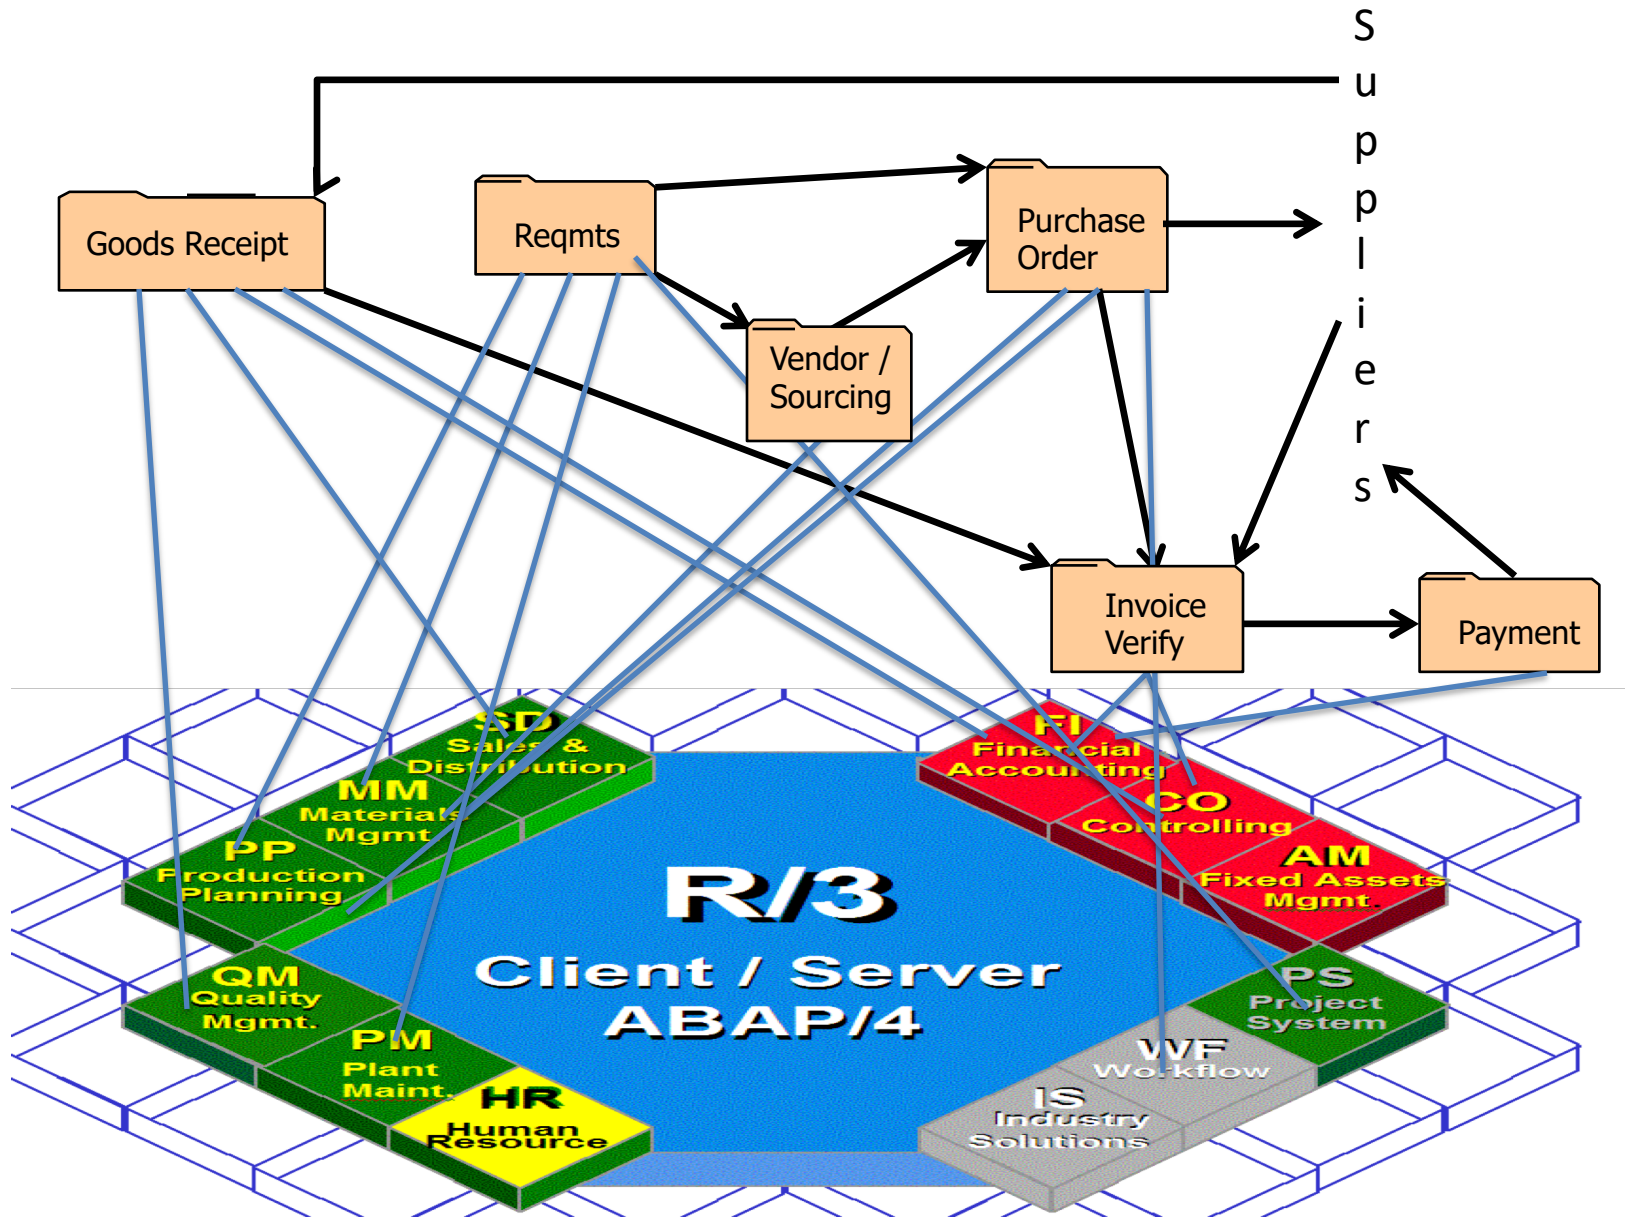 Suppliers
Goods Receipt
Reqmts
Purchase
Order
Vendor /
Sourcing
Invoice
Verify
Payment
SD
Sales &
Distribution
MM
Materials
Mgmt
PP
Production
Planning
QM
Quality
Mgmt.
PM
Plant
Maint.
HR
Human
Resource
R/3
Client / Server
ABAP/4
FI
Financial
Accounting
CO
Controlling
AM
Fixed Assets
Mgmt.
PS
Project
System
WF
Workflow
IS
Industry
Solutions